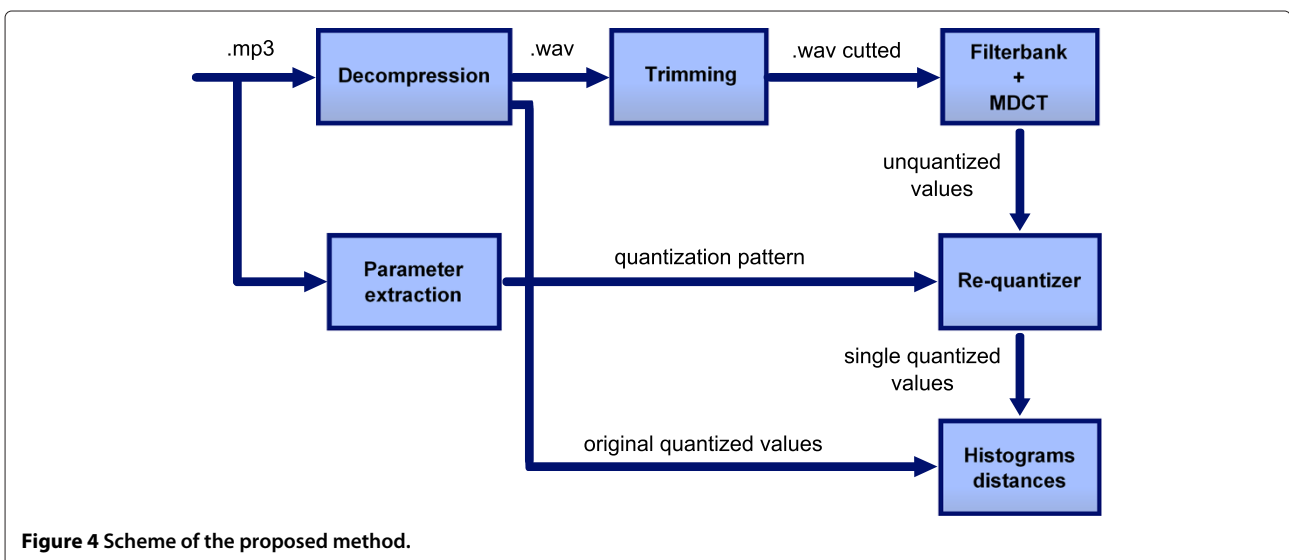 .mp3
Decompression
.wav
Trimming
.wav cutted
Filterbank
+
MDCT
unquantized
values
Parameter
extraction
quantization pattern
Re-quantizer
single quantized
values
original quantized values
Histograms
distances
Figure 4 Scheme of the proposed method.